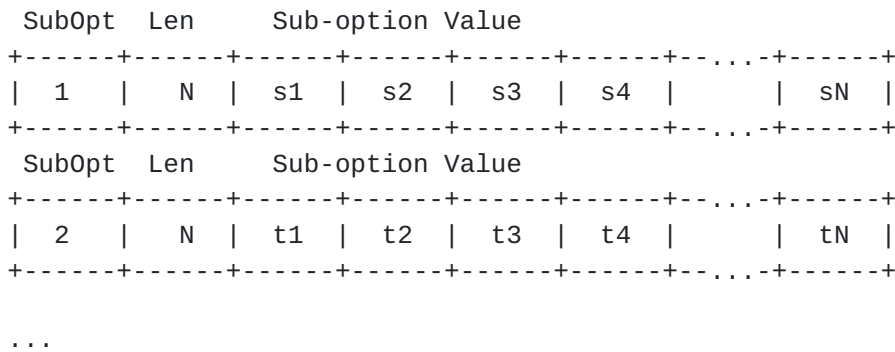 SubOpt  Len     Sub-option Value
+------+------+------+------+------+------+--...-+------+
|  1   |   N  |  s1  |  s2  |  s3  |  s4  |      |  sN  |
+------+------+------+------+------+------+--...-+------+
 SubOpt  Len     Sub-option Value
+------+------+------+------+------+------+--...-+------+
|  2   |   N  |  t1  |  t2  |  t3  |  t4  |      |  tN  |
+------+------+------+------+------+------+--...-+------+
...